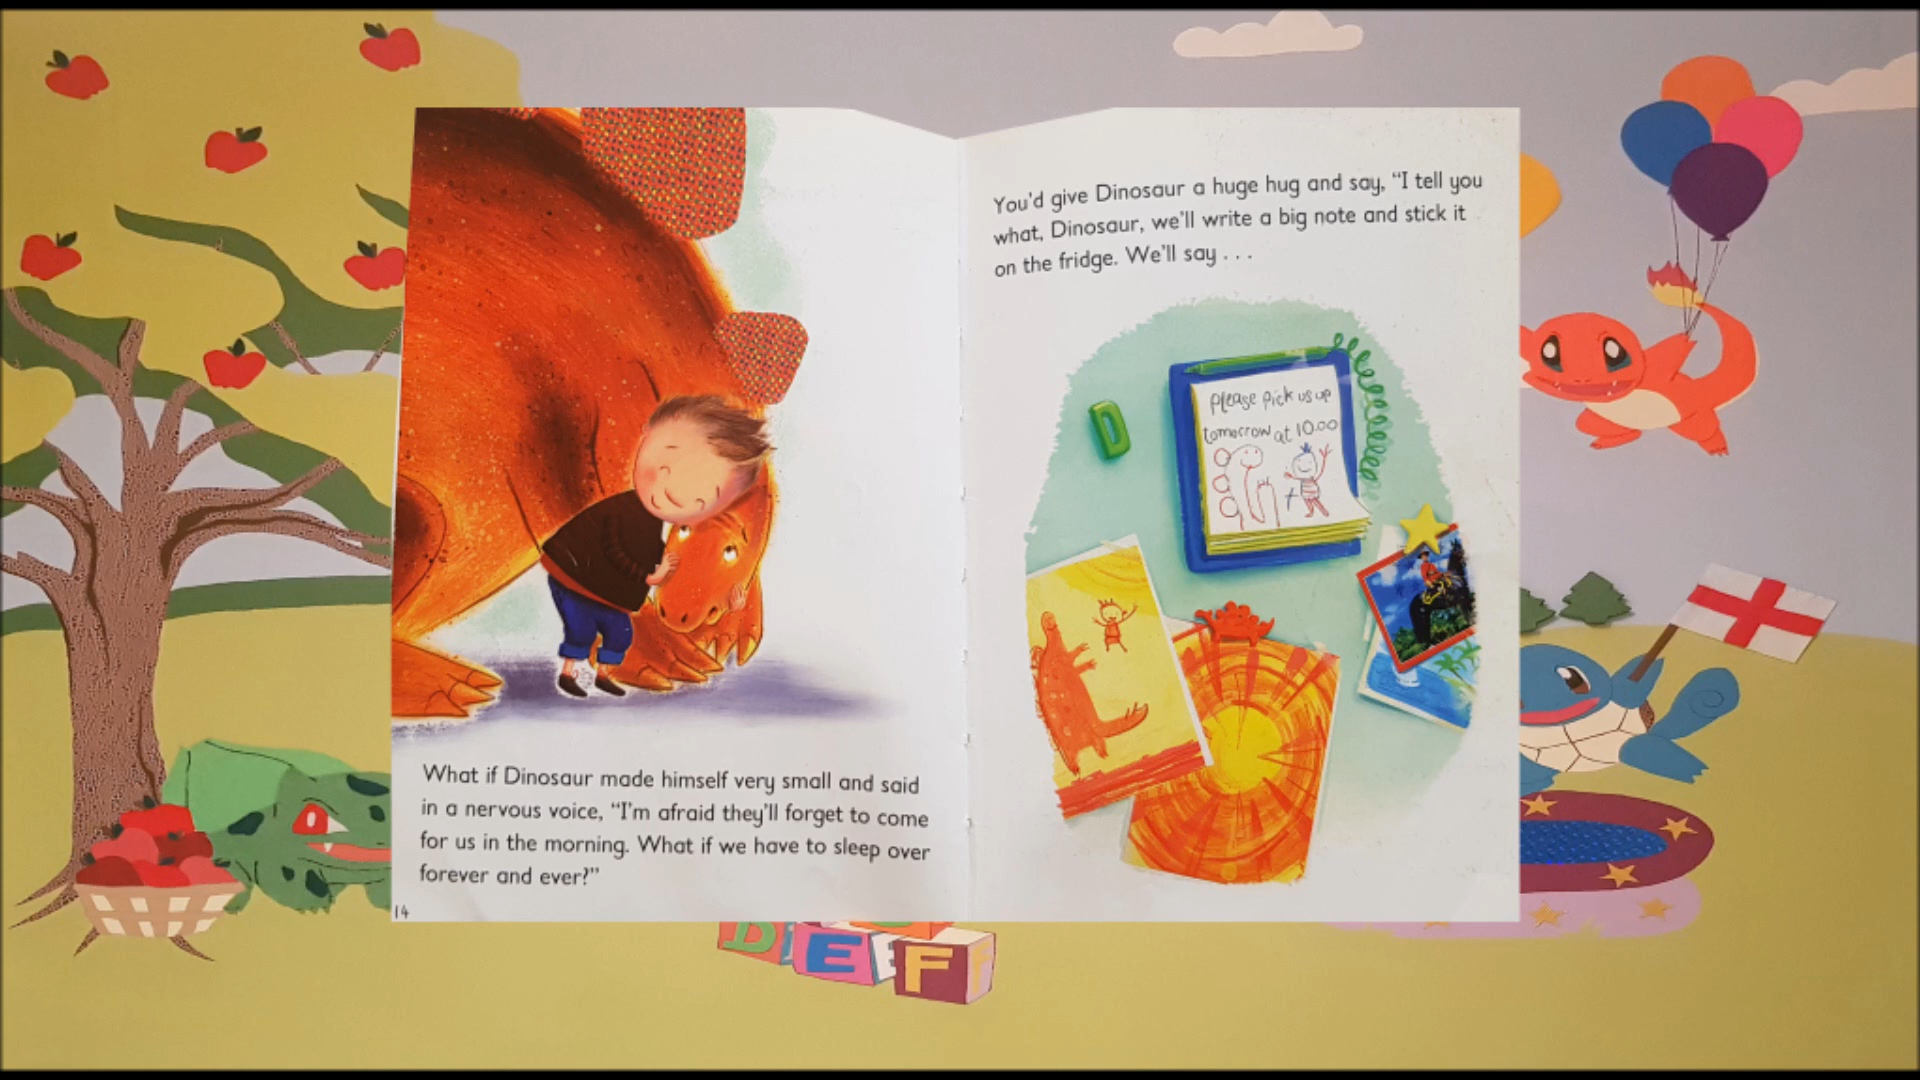 What if Dinosaur made himself very small and said
in a nervous voice, “I’m afraid they’ll forget to come
for us in the morning. What if we have to sleep over
forever and ever?”
14
You’d give Dinosaur a huge hug and say, “I tell you
what, Dinosaur, we’ll write a big note and stick it
on the fridge. We’ll say . . .
D
please pick us up
tomorrow at 10.00
D E F